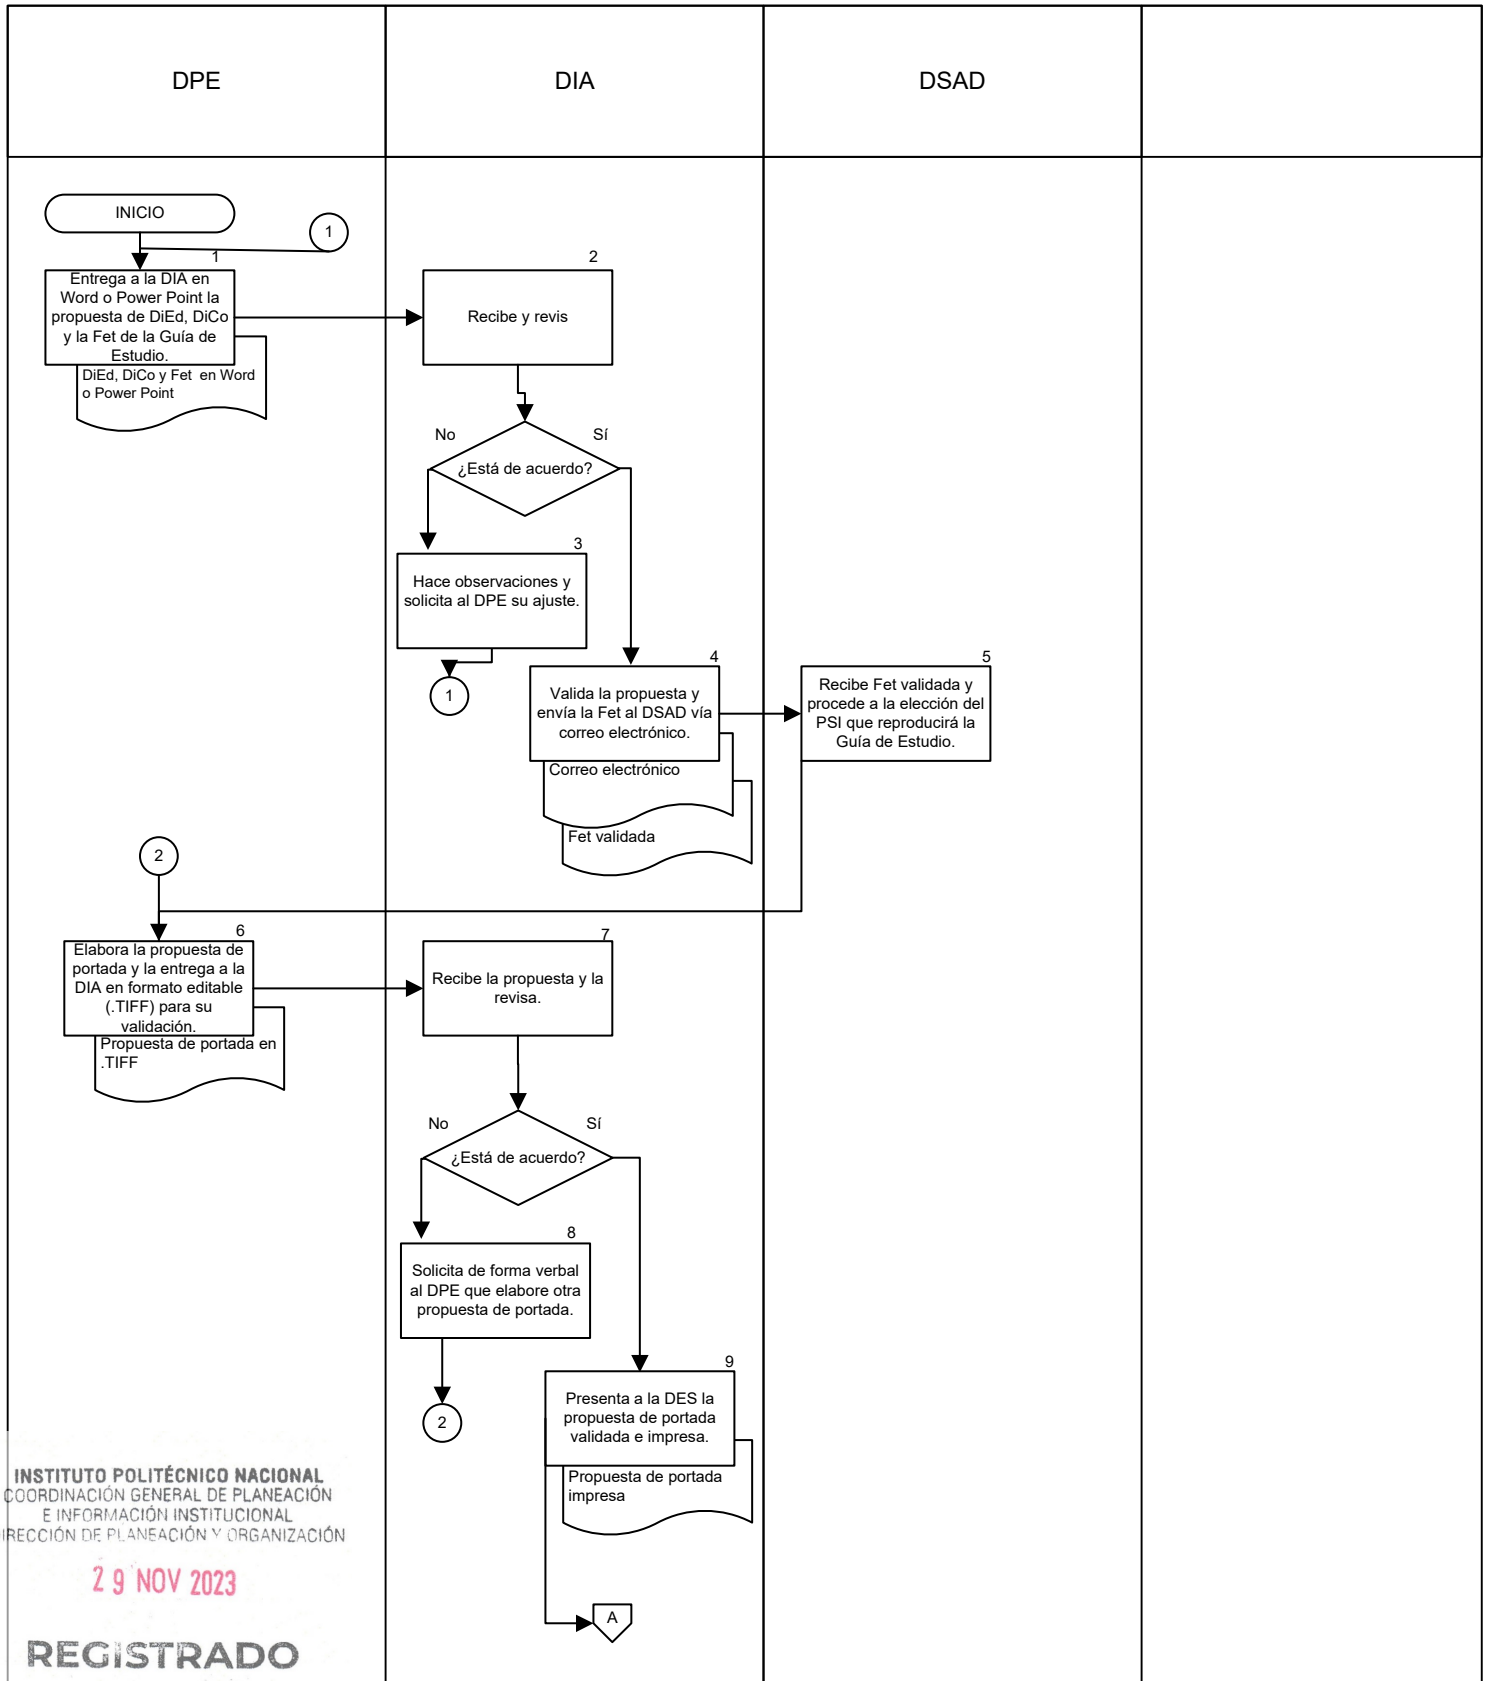 DPE
DIA
DSAD
INICIO
1
1
Entrega a la DIA en
Word o Power Point la
propuesta de DiEd, DiCo
y la Fet de la Guía de
Estudio.
DiEd, DiCo y Fet en Word
o Power Point
2
Recibe y revis
No
Sí
¿Está de acuerdo?
3
Hace observaciones y
solicita al DPE su ajuste.
1
4
Valida la propuesta y
envía la Fet al DSAD vía
correo electrónico.
Correo electrónico
Fet validada
5
Recibe Fet validada y
procede a la elección del
PSI que reproducirá la
Guía de Estudio.
2
6
Elabora la propuesta de
portada y la entrega a la
DIA en formato editable
(.TIFF) para su
validación.
Propuesta de portada en
.TIFF
7
Recibe la propuesta y la
revisa.
No
Sí
¿Está de acuerdo?
8
Solicita de forma verbal
al DPE que elabore otra
propuesta de portada.
2
9
Presenta a la DES la
propuesta de portada
validada e impresa.
Propuesta de portada
impresa
A
INSTITUTO POLITÉCNICO NACIONAL
COORDINACIÓN GENERAL DE PLANEACIÓN
E INFORMACIÓN INSTITUCIONAL
IRECCIÓN DE PLANEACIÓN Y ORGANIZACIÓN
29 NOV 2023
REGISTRADO